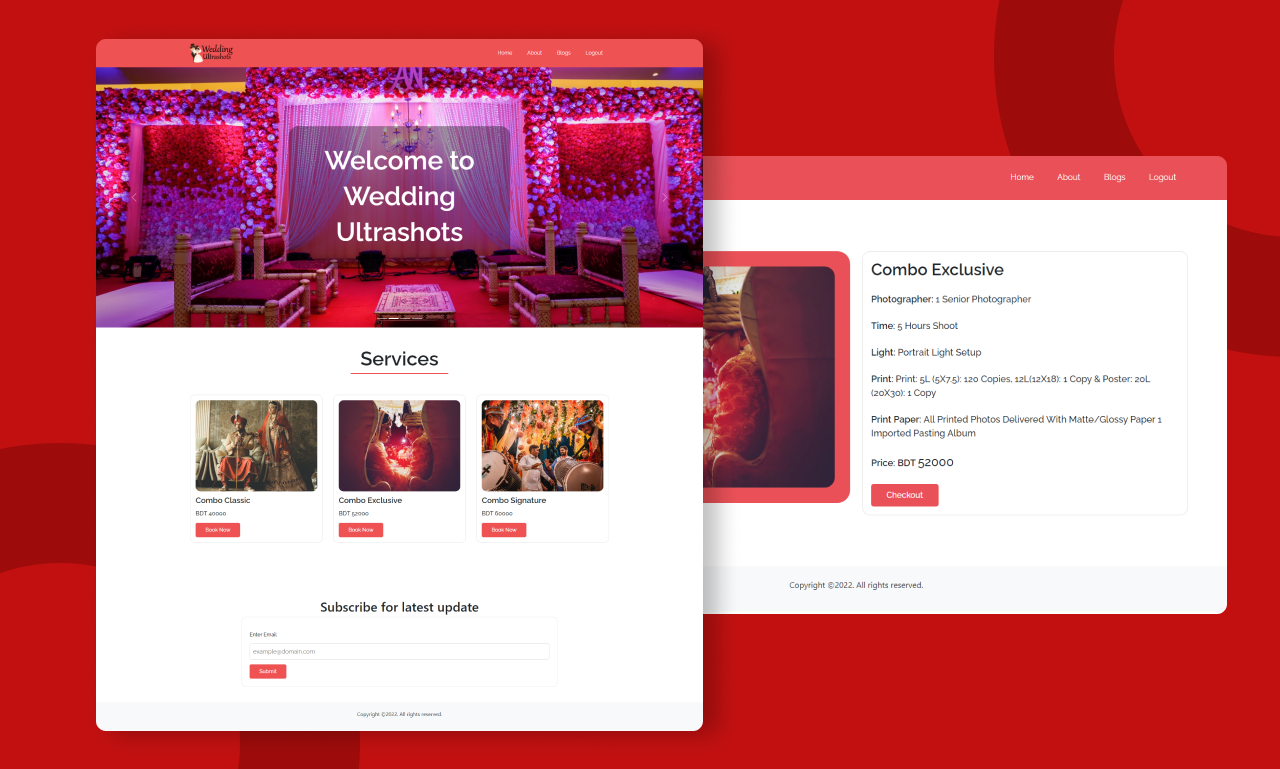 Wedding
Ultrashots
Home About Blogs Logout
AN
Welcome to
Wedding
Ultrashots
Services
Combo Classic
BDT 40000
Book Now
Combo Exclusive
BDT 52000
Book Now
Combo Signature
BDT 60000
Book Now
Subscribe for latest update
Enter Email
example@domain.com
Submit
Copyright ©2022. All rights reserved.
Home About Blogs Logout
Combo Exclusive
Photographer: 1 Senior Photographer
Time: 5 Hours Shoot
Light: Portrait Light Setup
Print: Print: 5L (5X7.5): 120 Copies, 12L(12X18): 1 Copy & Poster: 20L
(20X30): 1 Copy
Print Paper: All Printed Photos Delivered With Matte/Glossy Paper 1
Imported Pasting Album
Price: BDT 52000
Checkout
Copyright ©2022. All rights reserved.